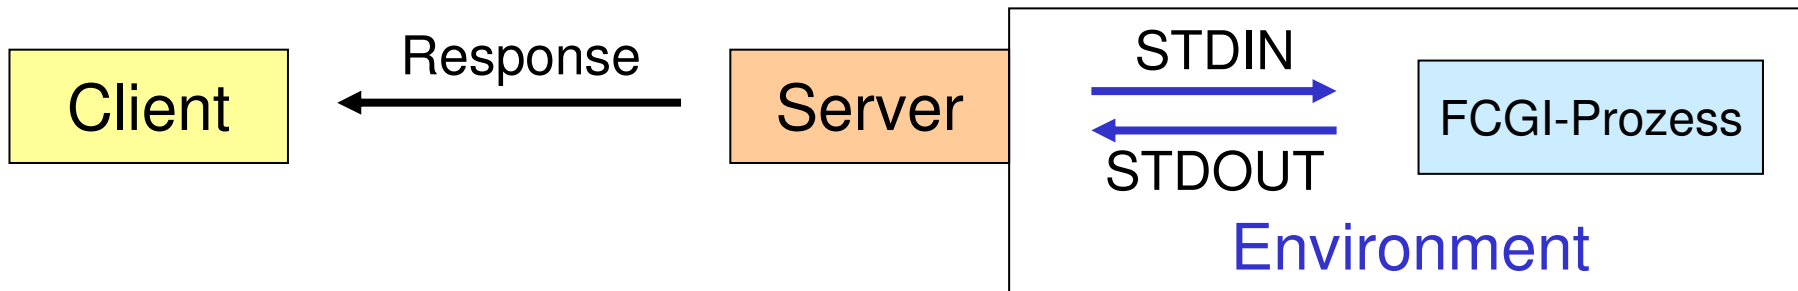 Client
Response
Server
STDIN
STDOUT
FCGI-Prozess
Environment